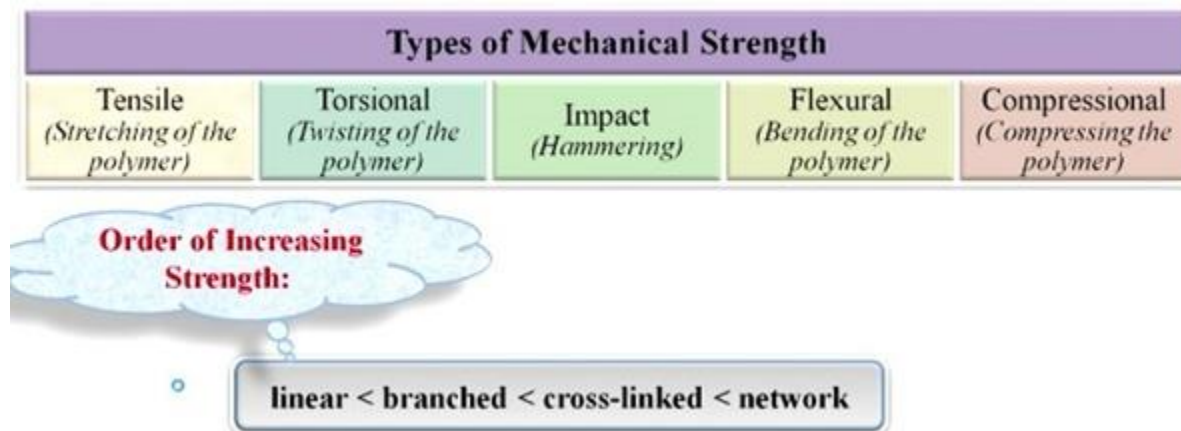 Types of Mechanical Strength
Tensile
(Stretching of the
polymer)
Torsional
(Twisting of the
polymer)
Impact
(Hammering)
Flexural
(Bending of the
polymer)
Compressional
(Compressing the
polymer)
Order of Increasing
Strength:
linear < branched < cross-linked < network